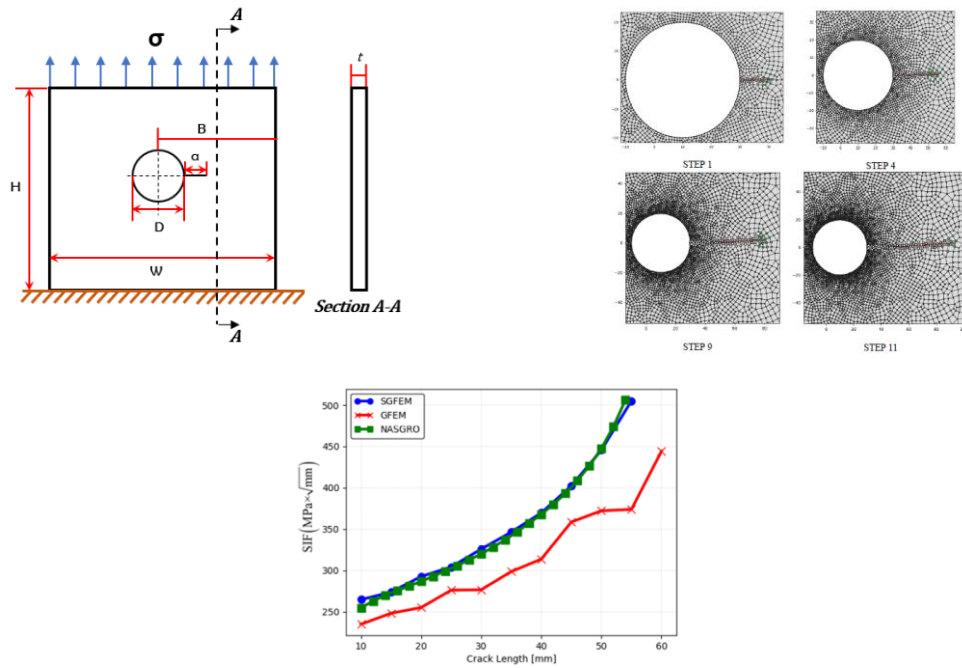 A
σ
t
B
α
H
D
W
A
Section A-A
STEP 1
STEP 4
STEP 9
STEP 11
SGFEM
GFEM
NASGRO
500
450
400
350
300
250
SIF(MPa×√mm)
10 20 30 40 50 60
Crack Length [mm]